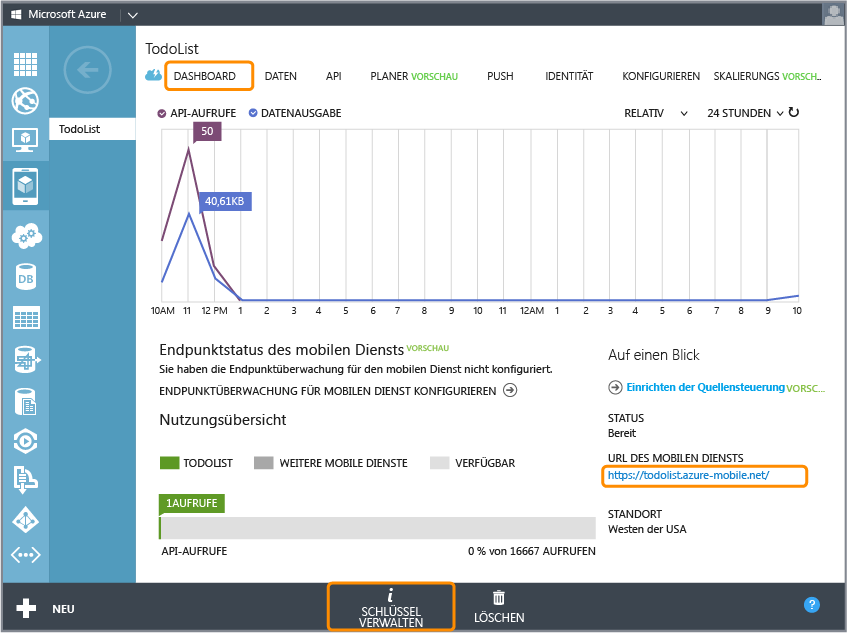 Microsoft Azure
TodoList
TodoList
DASHBOARD DATEN API PLANER VORSCHAU PUSH IDENTITÄT KONFIGURIEREN SKALIERUNGS VORSCH..
API-AUFRUFE DATENAUSGABE RELATIV 24 STUNDEN
50
40,61KB
10AM 11 12 PM 1 2 3 4 5 6 7 8 9 10 11 12AM 1 2 3 4 5 6 7 8 9 10
Endpunktstatus des mobilen Diensts VORSCHAU
Sie haben die Endpunktüberwachung für den mobilen Dienst nicht konfiguriert.
ENDPUNKTÜBERWACHUNG FÜR MOBILEN DIENST KONFIGURIEREN
Nutzungsübersicht
TODOLIST WEITERE MOBILE DIENSTE VERFÜGBAR
1AUFRUFE
API-AUFRUFE 0 % von 16667 AUFRUFEN
Auf einen Blick
Einrichten der Quellensteuerung VORSC...
STATUS
Bereit
URL DES MOBILEN DIENSTS
https://todolist.azure-mobile.net/
STANDORT
Westen der USA
DB
NEU
i
SCHLÜSSEL
VERWALTEN
LÖSCHEN
?